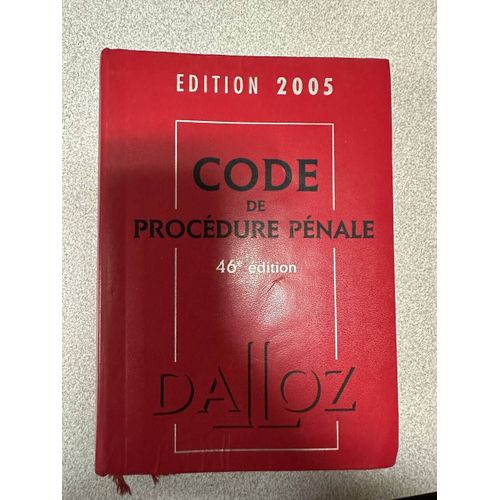 EDITION 2005
CODE
DE
PROCÉDURE PÉNALE
46e édition
DALLOZ